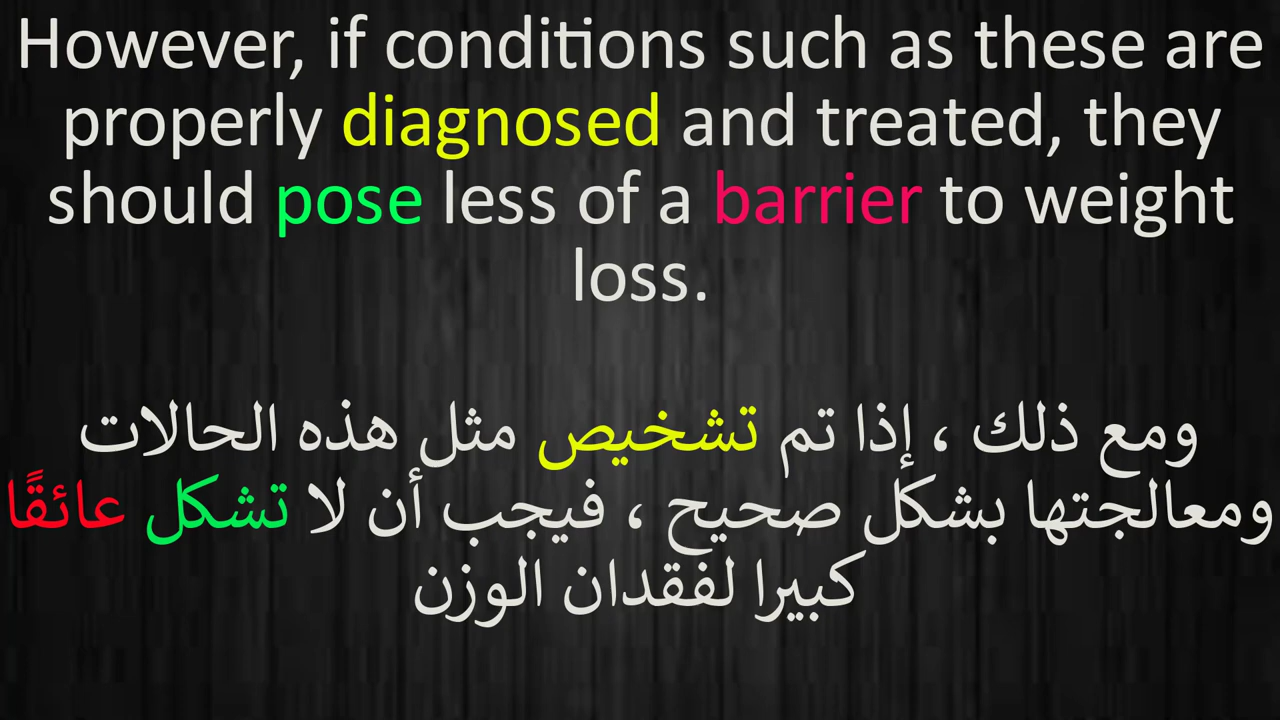 However, if conditions such as these are
properly diagnosed and treated, they
should pose less of a barrier to weight
loss.
ومع ذلك ، إذا تم تشخيص مثل هذه الحالات
ومعالجتها بشكل صحيح ، فيجب أن لا تشكل عائقًا
كبيرا لفقدان الوزن